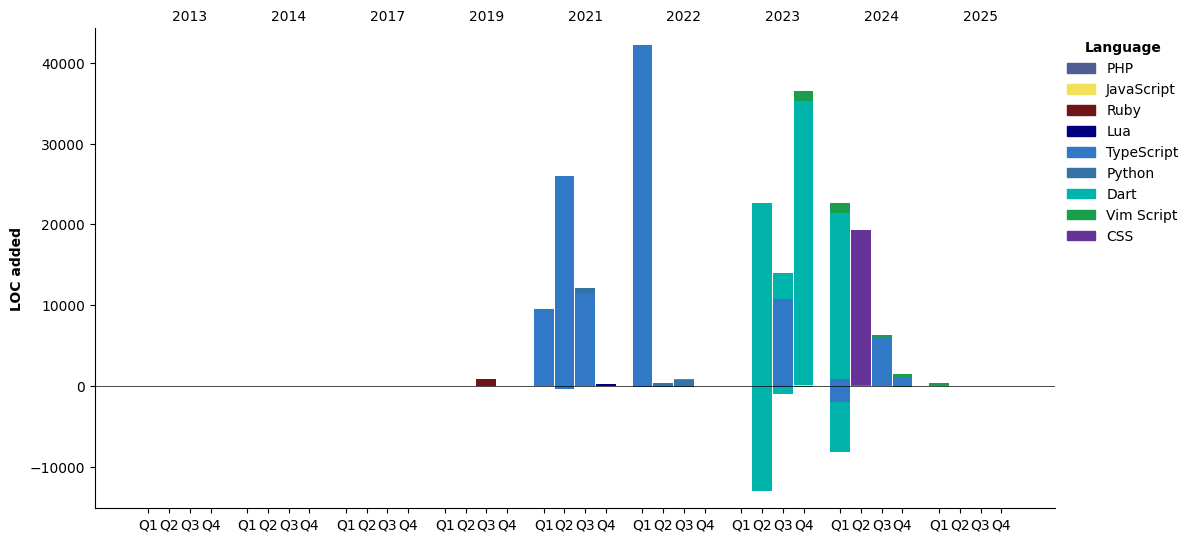 2013 2014 2017 2019 2021 2022 2023 2024 2025
Language
PHP
JavaScript
Ruby
Lua
TypeScript
Python
Dart
Vim Script
CSS
LOC added
40000
30000
20000
10000
0
−10000
Q1 Q2 Q3 Q4 Q1 Q2 Q3 Q4 Q1 Q2 Q3 Q4 Q1 Q2 Q3 Q4 Q1 Q2 Q3 Q4 Q1 Q2 Q3 Q4 Q1 Q2 Q3 Q4 Q1 Q2 Q3 Q4 Q1 Q2 Q3 Q4